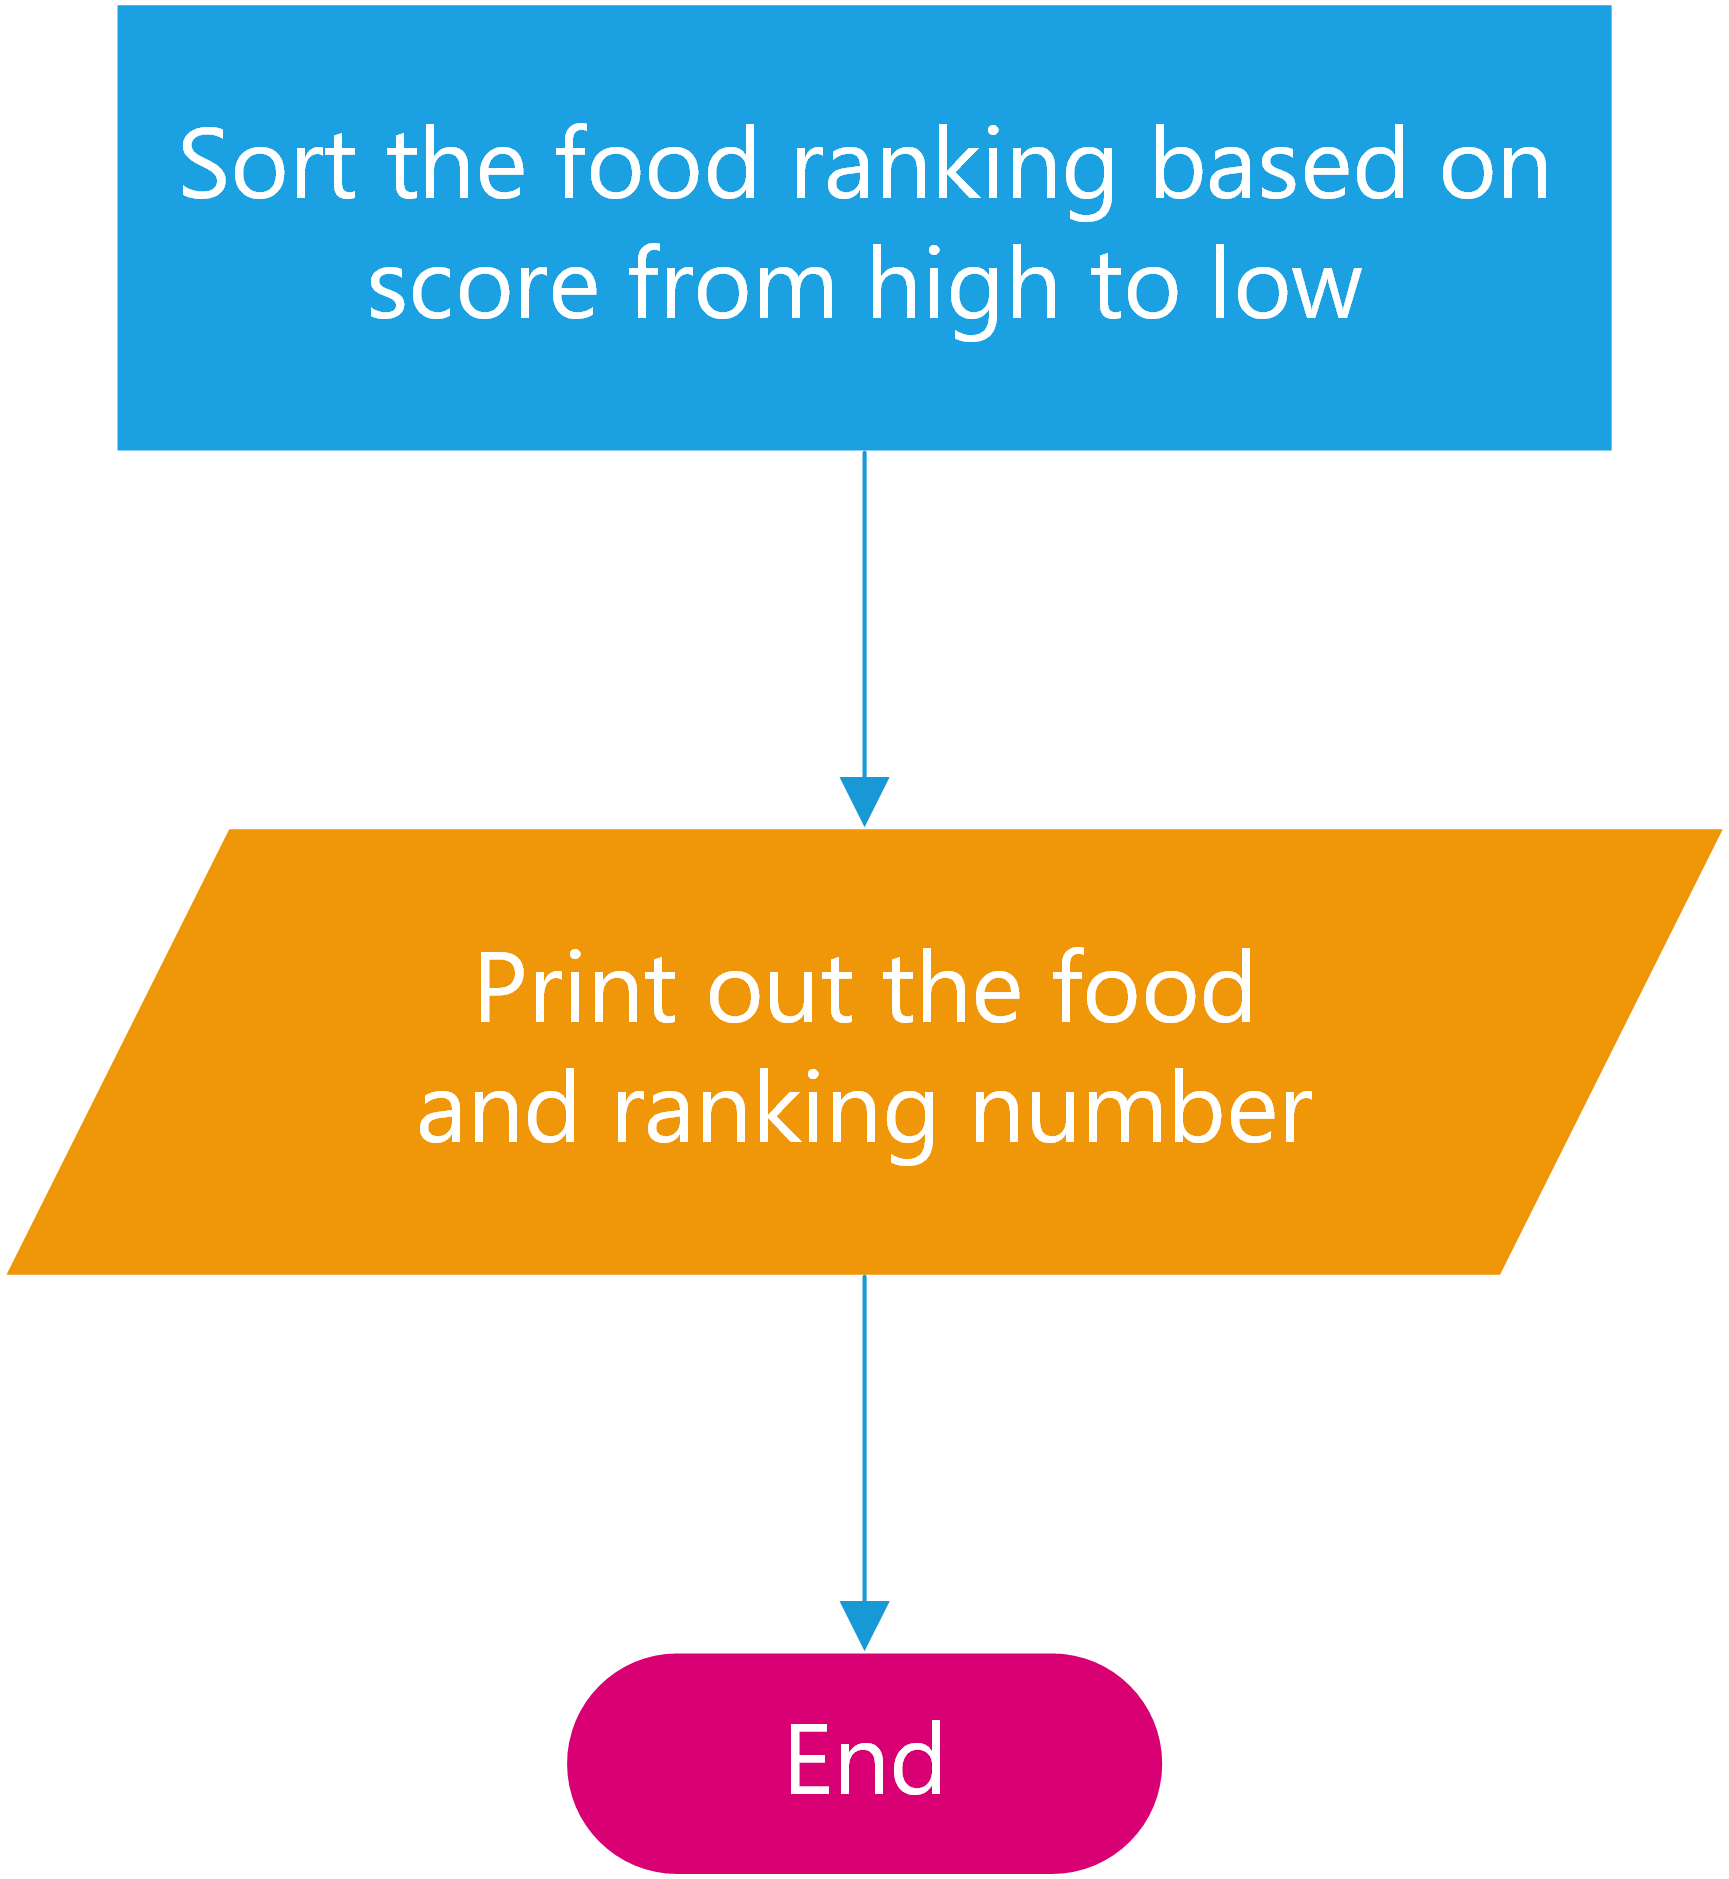 Sort the food ranking based on
score from high to low
Print out the food
and ranking number
End